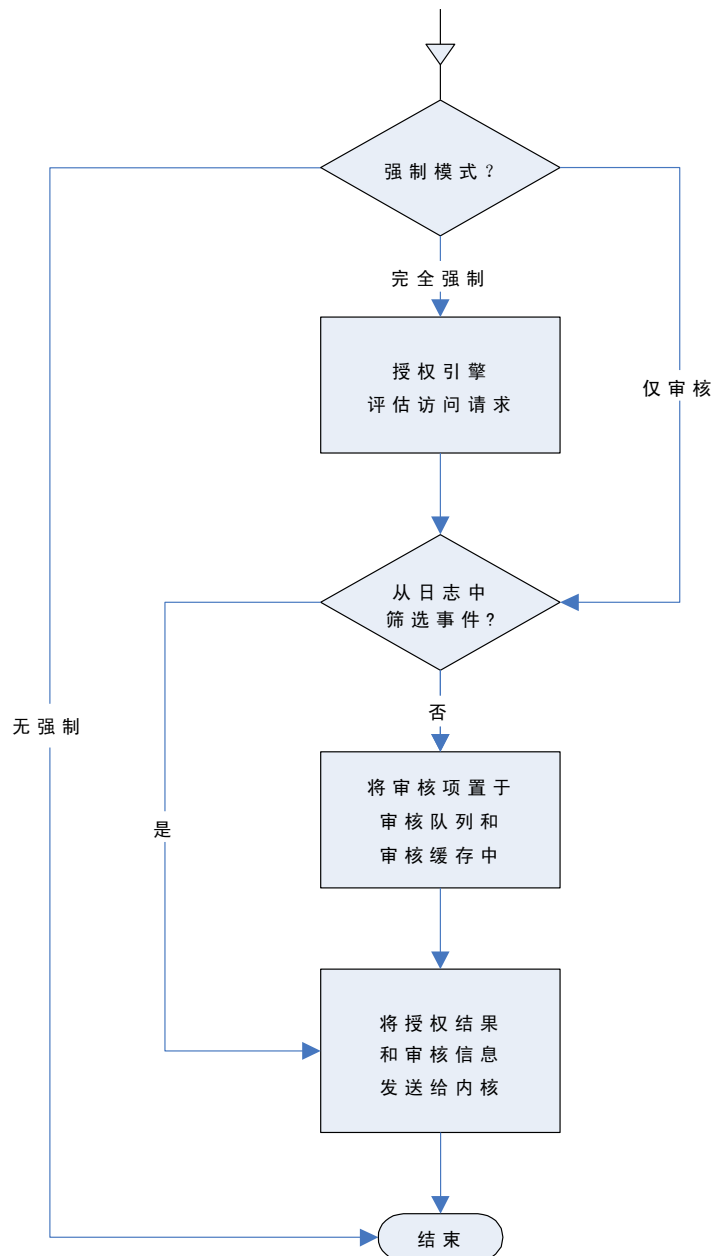 强制模式？
完全强制
授权引擎
评估访问请求
仅审核
从日志中
筛选事件?
无强制
否
将审核项置于
审核队列和
审核缓存中
是
将授权结果
和审核信息
发送给内核
结束